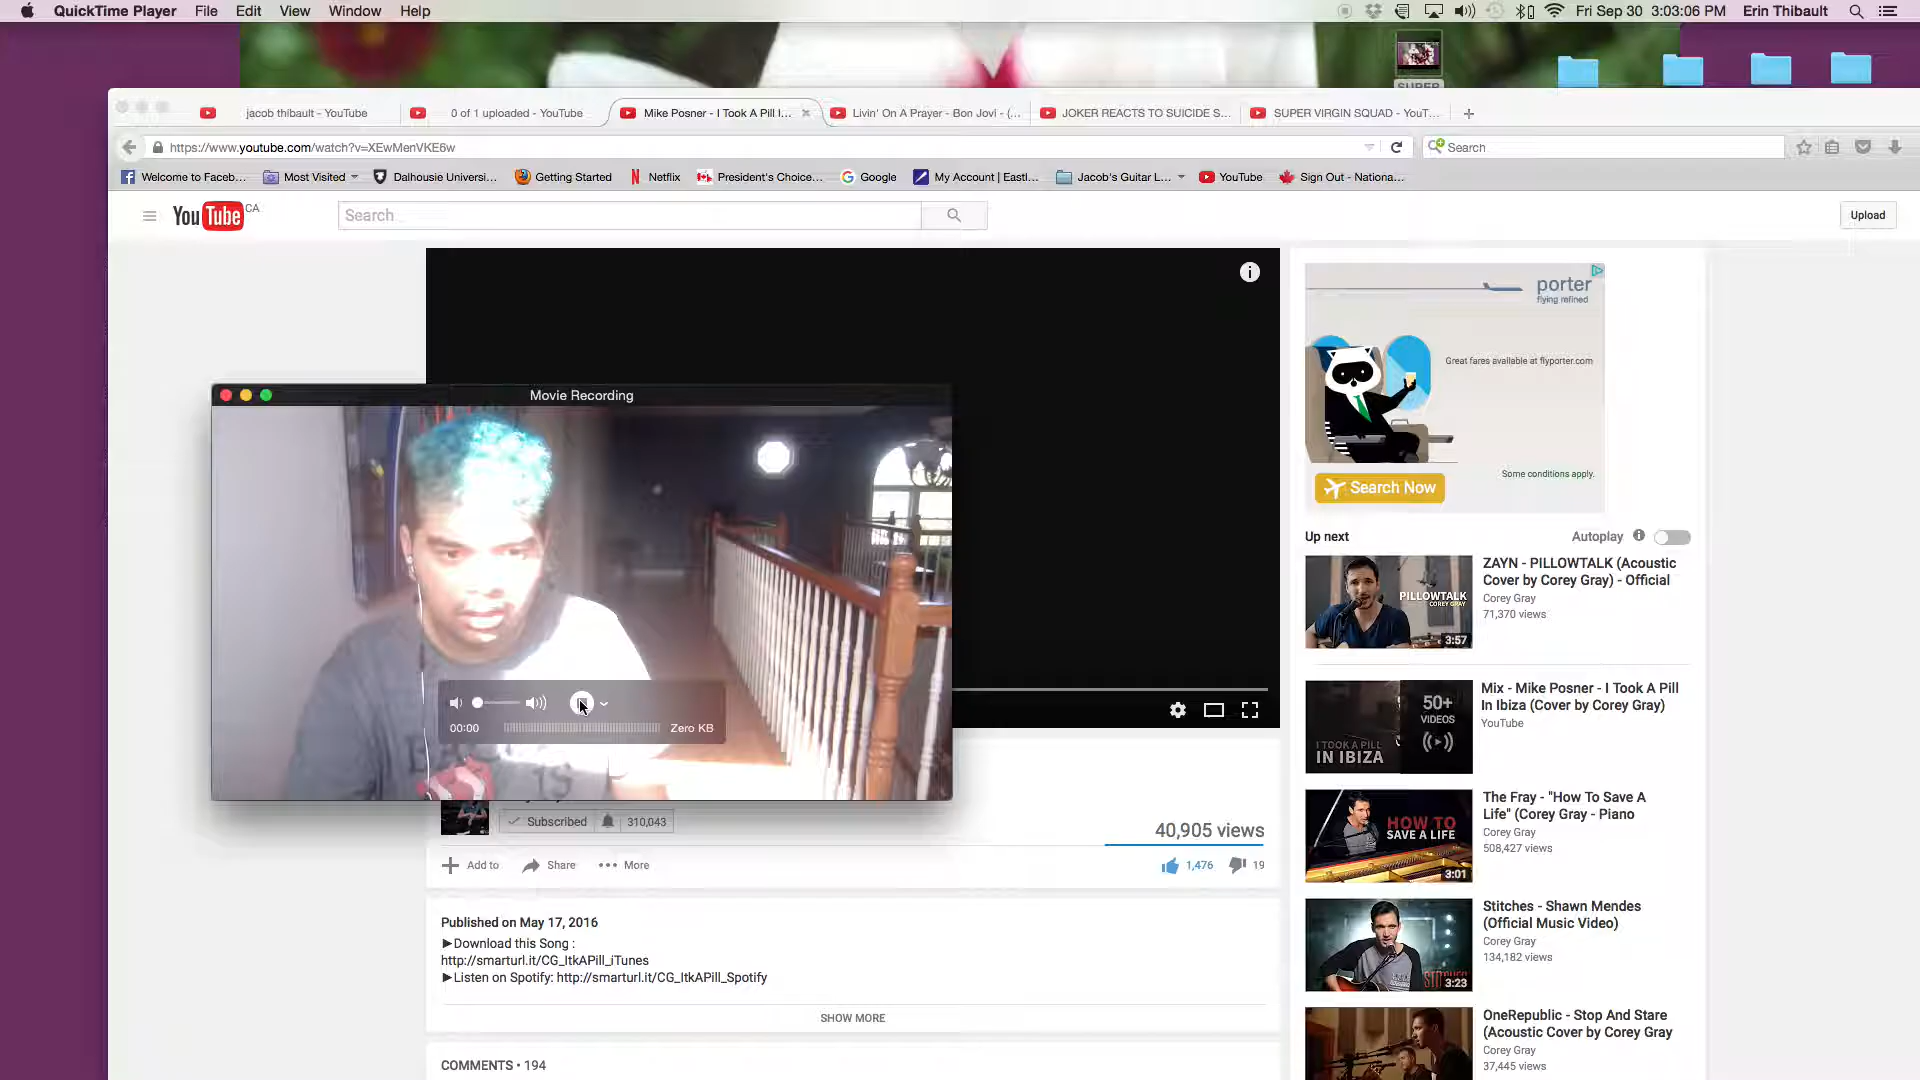 QuickTime Player File Edit View Window Help
Fri Sep 30 3:03:06 PM Erin Thibault
SUPER
jacob thibault - YouTube
0 of 1 uploaded - YouTube
Mike Posner - I Took A Pill I...
Livin' On A Prayer - Bon Jovi - (...
JOKER REACTS TO SUICIDE S...
SUPER VIRGIN SQUAD - YouT...
https://www.youtube.com/watch?v=XEwMenVKE6w
Search
Welcome to Faceb...
Most Visited
Dalhousie Universi...
Getting Started
Netflix
President's Choice...
Google
My Account | Eastl...
Jacob's Guitar L...
YouTube
Sign Out - Nationa...
YouTube CA
Search
Upload
porter
flying refined
Great fares available at flyporter.com
Some conditions apply.
Search Now
Movie Recording
00:00
Zero KB
Subscribed 310,043
40,905 views
Add to Share More
1,476 19
Published on May 17, 2016
►Download this Song :
http://smarturl.it/CG_ItkAPill_iTunes
►Listen on Spotify: http://smarturl.it/CG_ItkAPill_Spotify
SHOW MORE
COMMENTS • 194
Up next
Autoplay
PILLOWTALK
COREY GRAY
3:57
ZAYN - PILLOWTALK (Acoustic
Cover by Corey Gray) - Official
Corey Gray
71,370 views
50+
VIDEOS
I TOOK A PILL
IN IBIZA
Mix - Mike Posner - I Took A Pill
In Ibiza (Cover by Corey Gray)
YouTube
HOW TO
SAVE A LIFE
3:01
The Fray - "How To Save A
Life" (Corey Gray - Piano
Corey Gray
508,427 views
3:23
Stitches - Shawn Mendes
(Official Music Video)
Corey Gray
134,182 views
OneRepublic - Stop And Stare
(Acoustic Cover by Corey Gray
Corey Gray
37,445 views